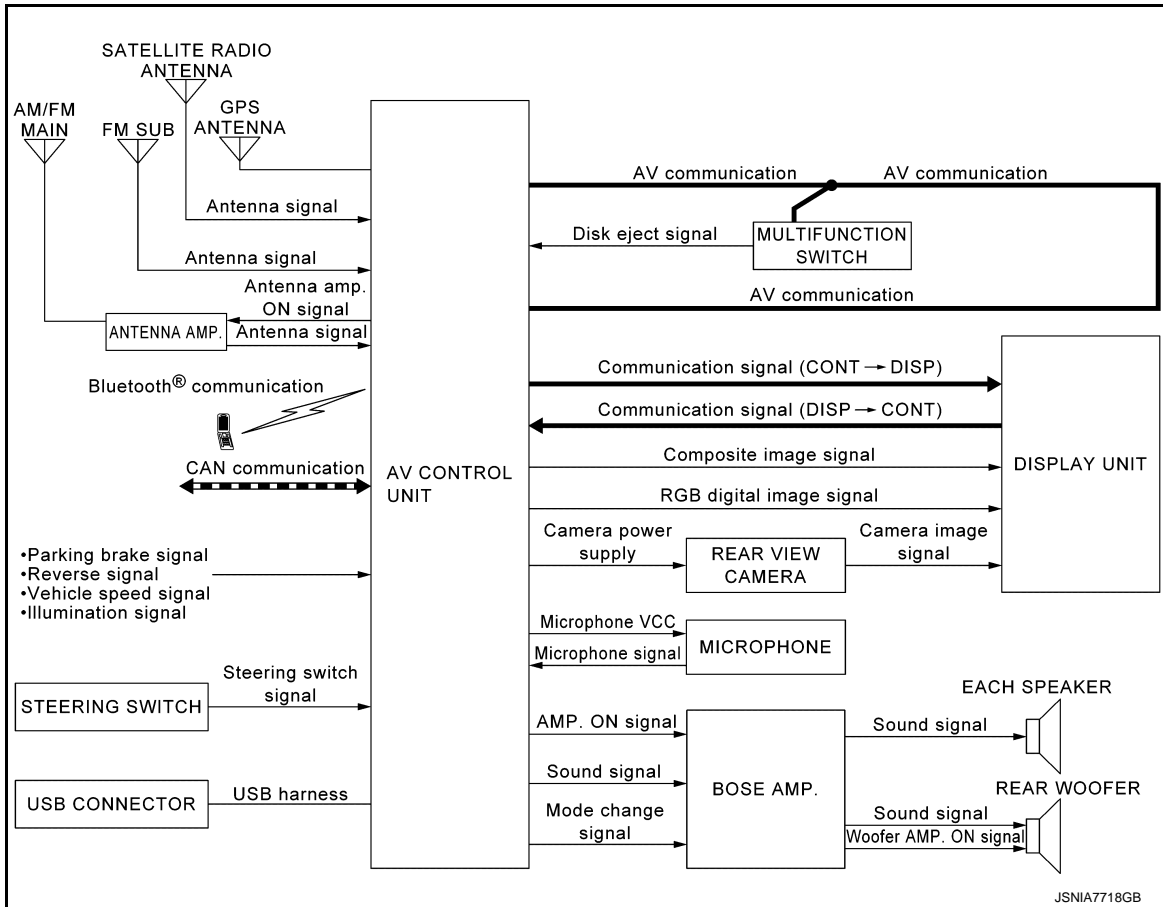 SATELLITE RADIO
ANTENNA
AM/FM
MAIN
FM SUB
GPS
ANTENNA
Antenna signal
Antenna signal
Antenna amp.
ON signal
ANTENNA AMP.
Antenna signal
Bluetooth® communication
CAN communication
•Parking brake signal
•Reverse signal
•Vehicle speed signal
•Illumination signal
STEERING SWITCH
Steering switch
signal
USB CONNECTOR
USB harness
AV CONTROL
UNIT
AV communication
AV communication
Disk eject signal
MULTIFUNCTION
SWITCH
AV communication
Communication signal (CONT → DISP)
Communication signal (DISP → CONT)
Composite image signal
RGB digital image signal
DISPLAY UNIT
Camera power
supply
REAR VIEW
CAMERA
Camera image
signal
Microphone VCC
Microphone signal
MICROPHONE
AMP. ON signal
Sound signal
Mode change
signal
BOSE AMP.
EACH SPEAKER
Sound signal
REAR WOOFER
Sound signal
Woofer AMP. ON signal
JSNIA7718GB